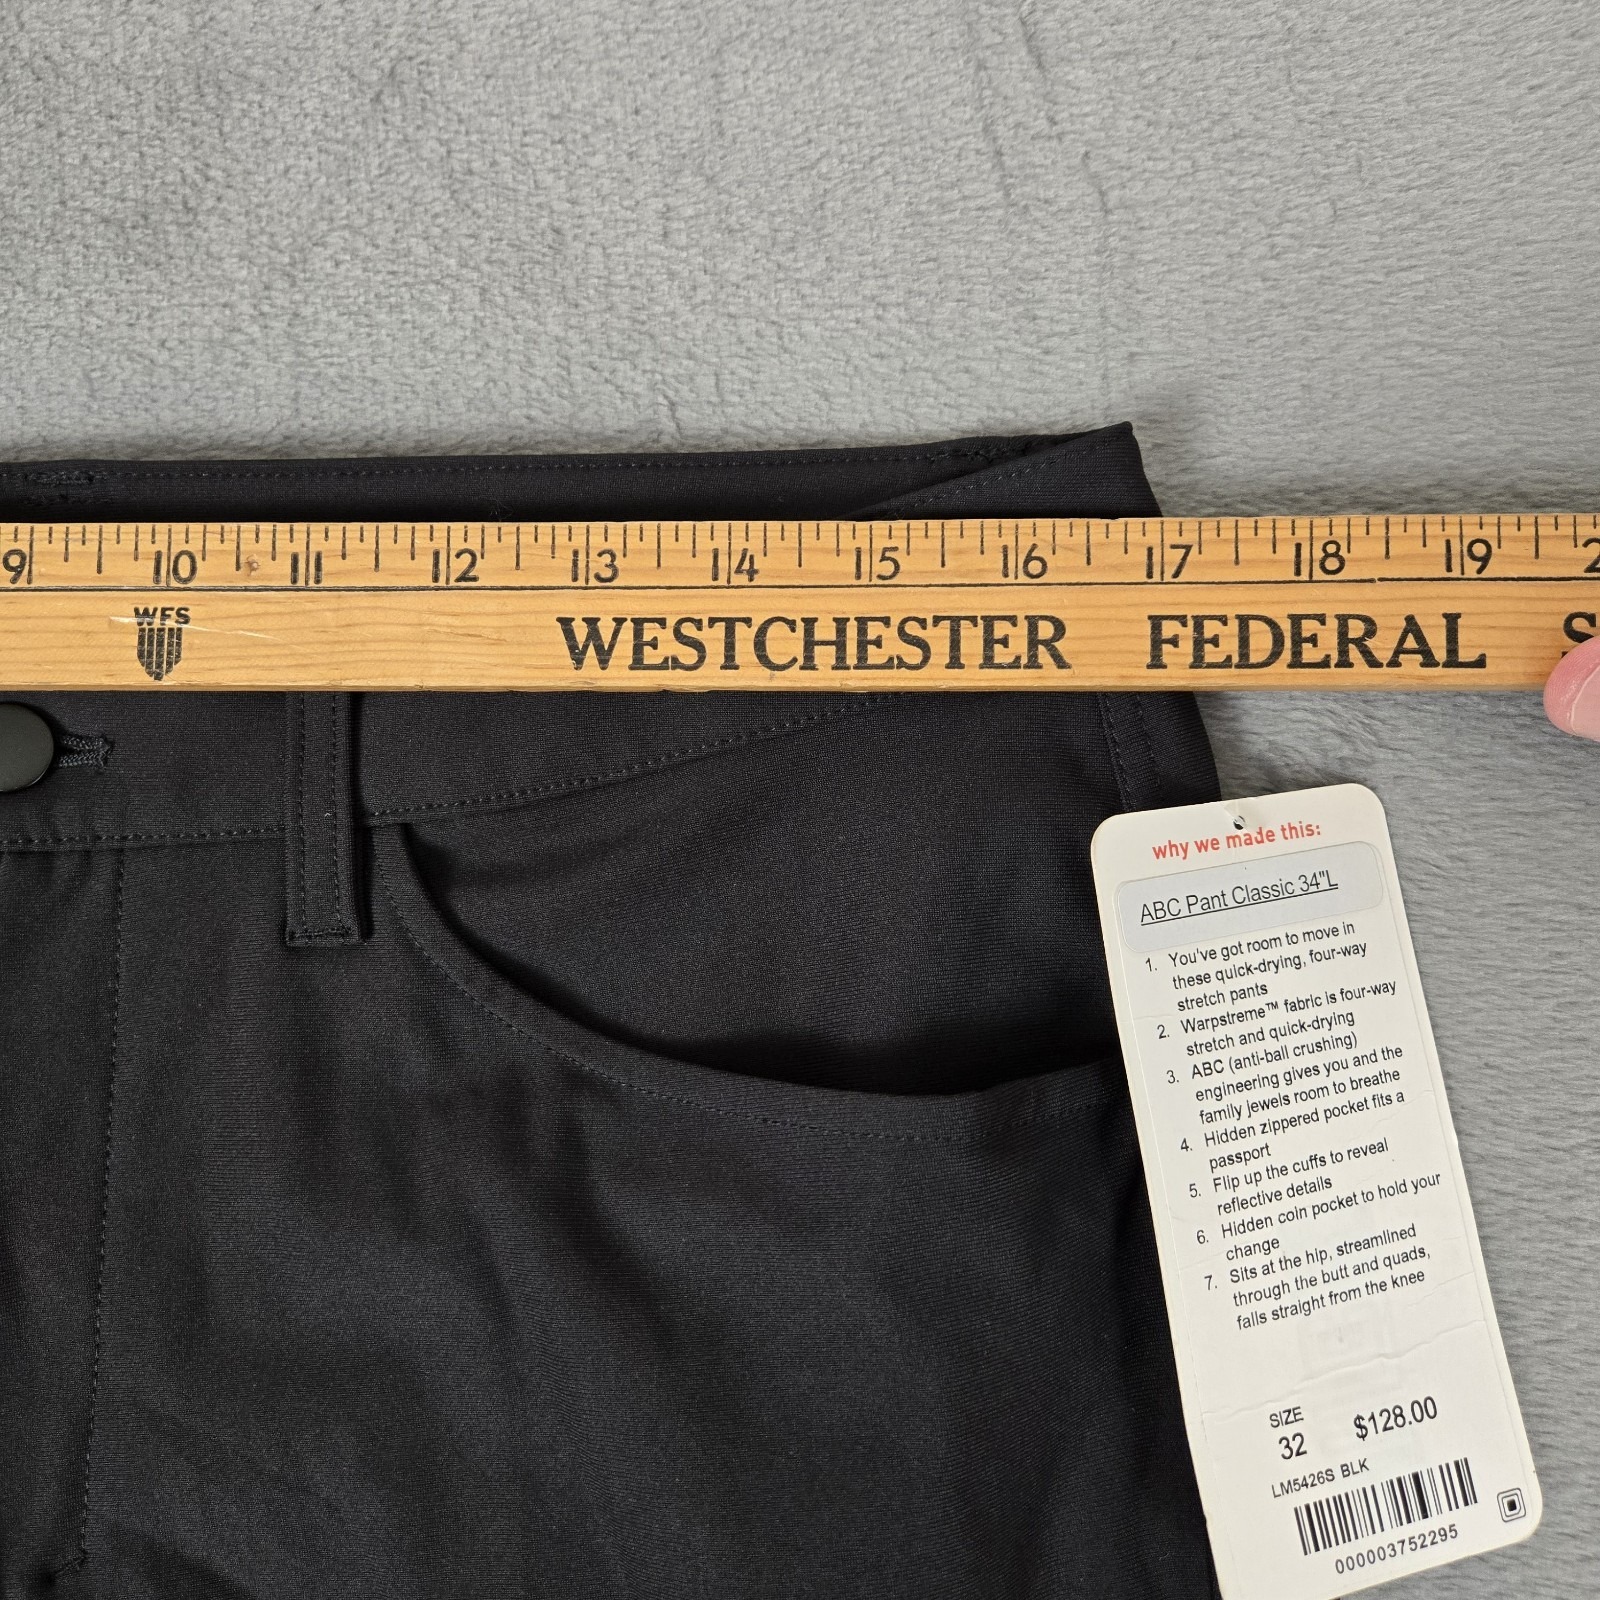 9 10 11 12 13 14 15 16 17 18 19
WFS
WESTCHESTER FEDERAL
why we made this:
ABC Pant Classic 34"L
1. You've got room to move in
these quick-drying, four-way
stretch pants
2. Warpstreme™ fabric is four-way
stretch and quick-drying
3. ABC (anti-ball crushing)
engineering gives you and the
family jewels room to breathe
4. Hidden zippered pocket fits a
passport
5. Flip up the cuffs to reveal
reflective details
6. Hidden coin pocket to hold your
change
7. Sits at the hip, streamlined
through the butt and quads,
falls straight from the knee
SIZE
32 $128.00
LM5426S BLK
000003752295